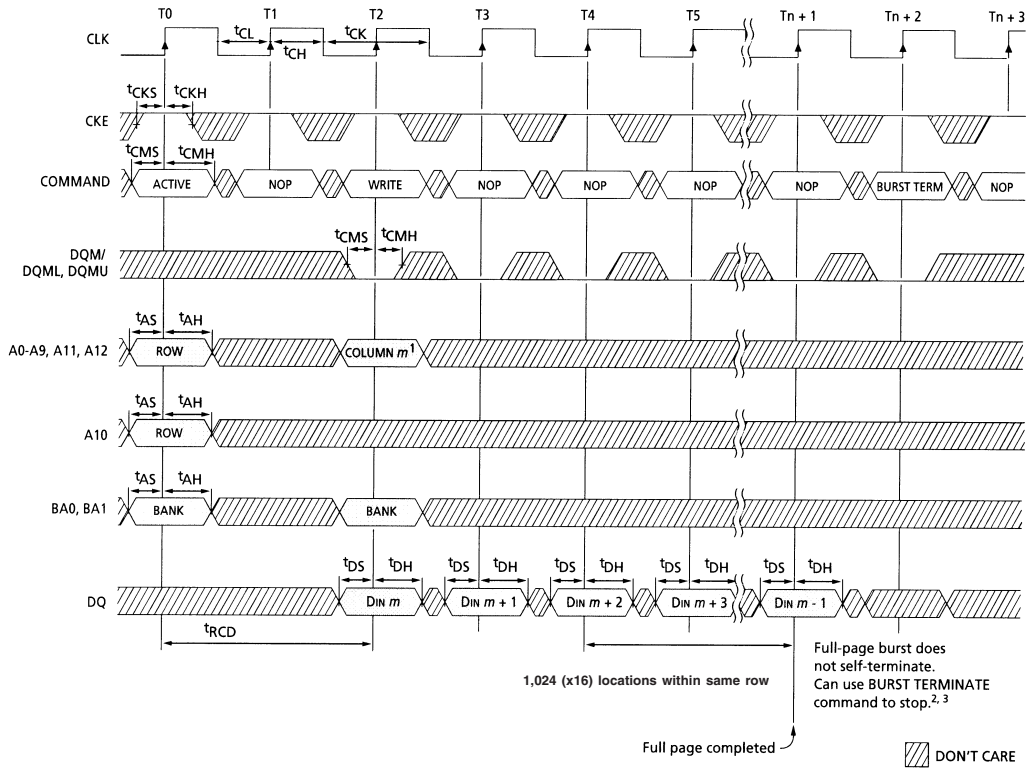 T0 T1 T2 T3 T4 T5 Tn + 1 Tn + 2 Tn + 3
CLK
tCL tCK
tCH
tCKS tCKH
CKE
tCMS tCMH
COMMAND ACTIVE NOP WRITE NOP NOP NOP NOP BURST TERM NOP
tCMS tCMH
DQM/
DQML, DQMU
tAS tAH
A0-A9, A11, A12 ROW COLUMN m1
tAS tAH
A10 ROW
tAS tAH
BA0, BA1 BANK BANK
tDS tDH tDS tDH tDS tDH tDS tDH tDS tDH
DQ DIN m DIN m + 1 DIN m + 2 DIN m + 3 DIN m - 1
tRCD
1,024 (x16) locations within same row
Full-page burst does
not self-terminate.
Can use BURST TERMINATE
command to stop.2, 3
Full page completed
DON'T CARE